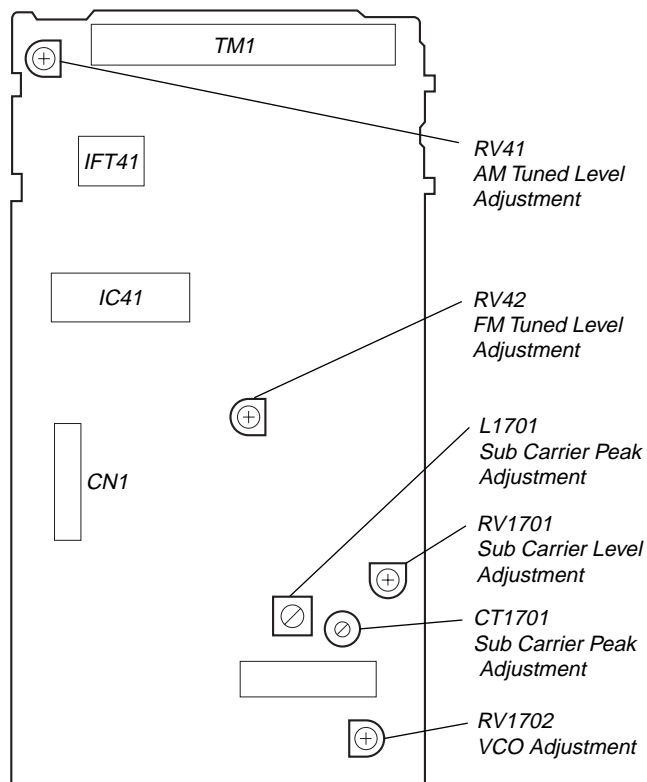 TM1
IFT41
RV41
AM Tuned Level
Adjustment
IC41
RV42
FM Tuned Level
Adjustment
CN1
L1701
Sub Carrier Peak
Adjustment
RV1701
Sub Carrier Level
Adjustment
CT1701
Sub Carrier Peak
Adjustment
RV1702
VCO Adjustment